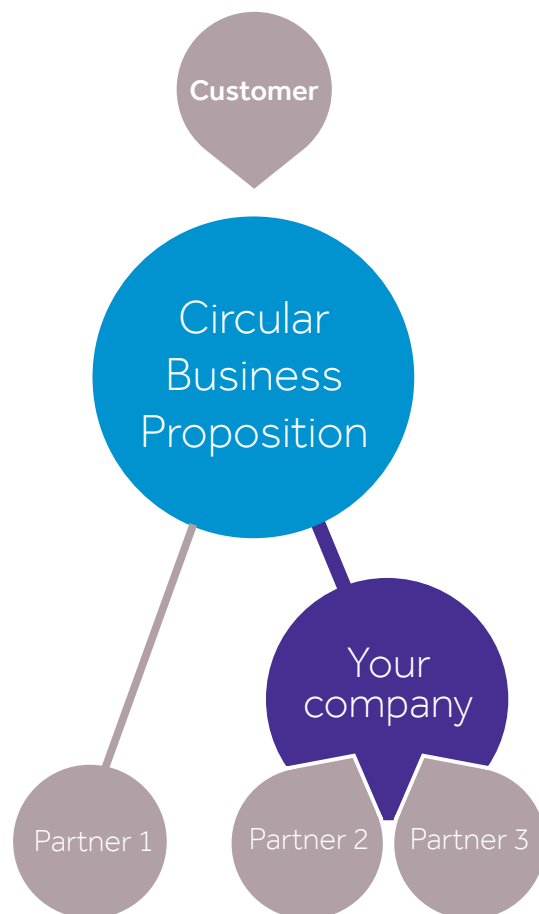 Customer
Circular
Business
Proposition
Your
company
Partner 1
Partner 2
Partner 3